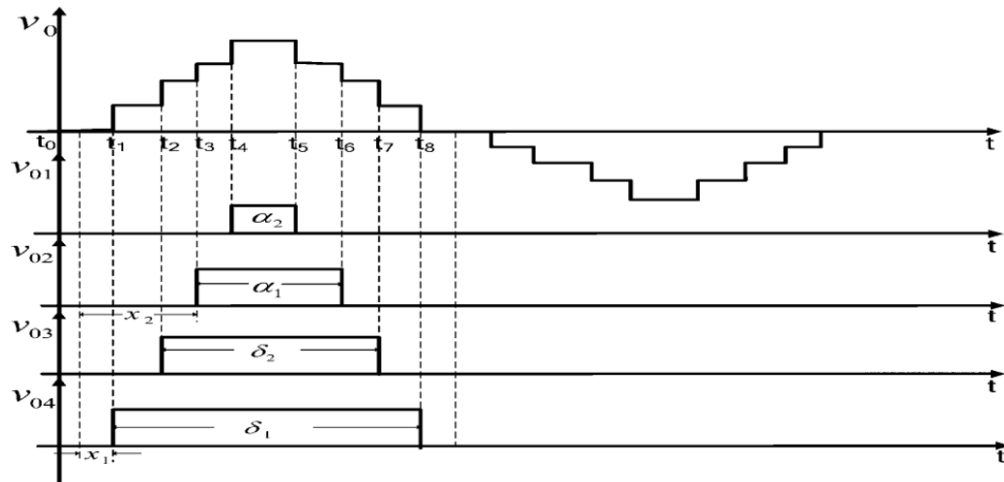 v₀
t₀ t₁ t₂ t₃ t₄ t₅ t₆ t₇ t₈ t
v₀₁
α₂
t
v₀₂
α₁
t
x₂
v₀₃
δ₂
t
v₀₄
δ₁
t
x₁